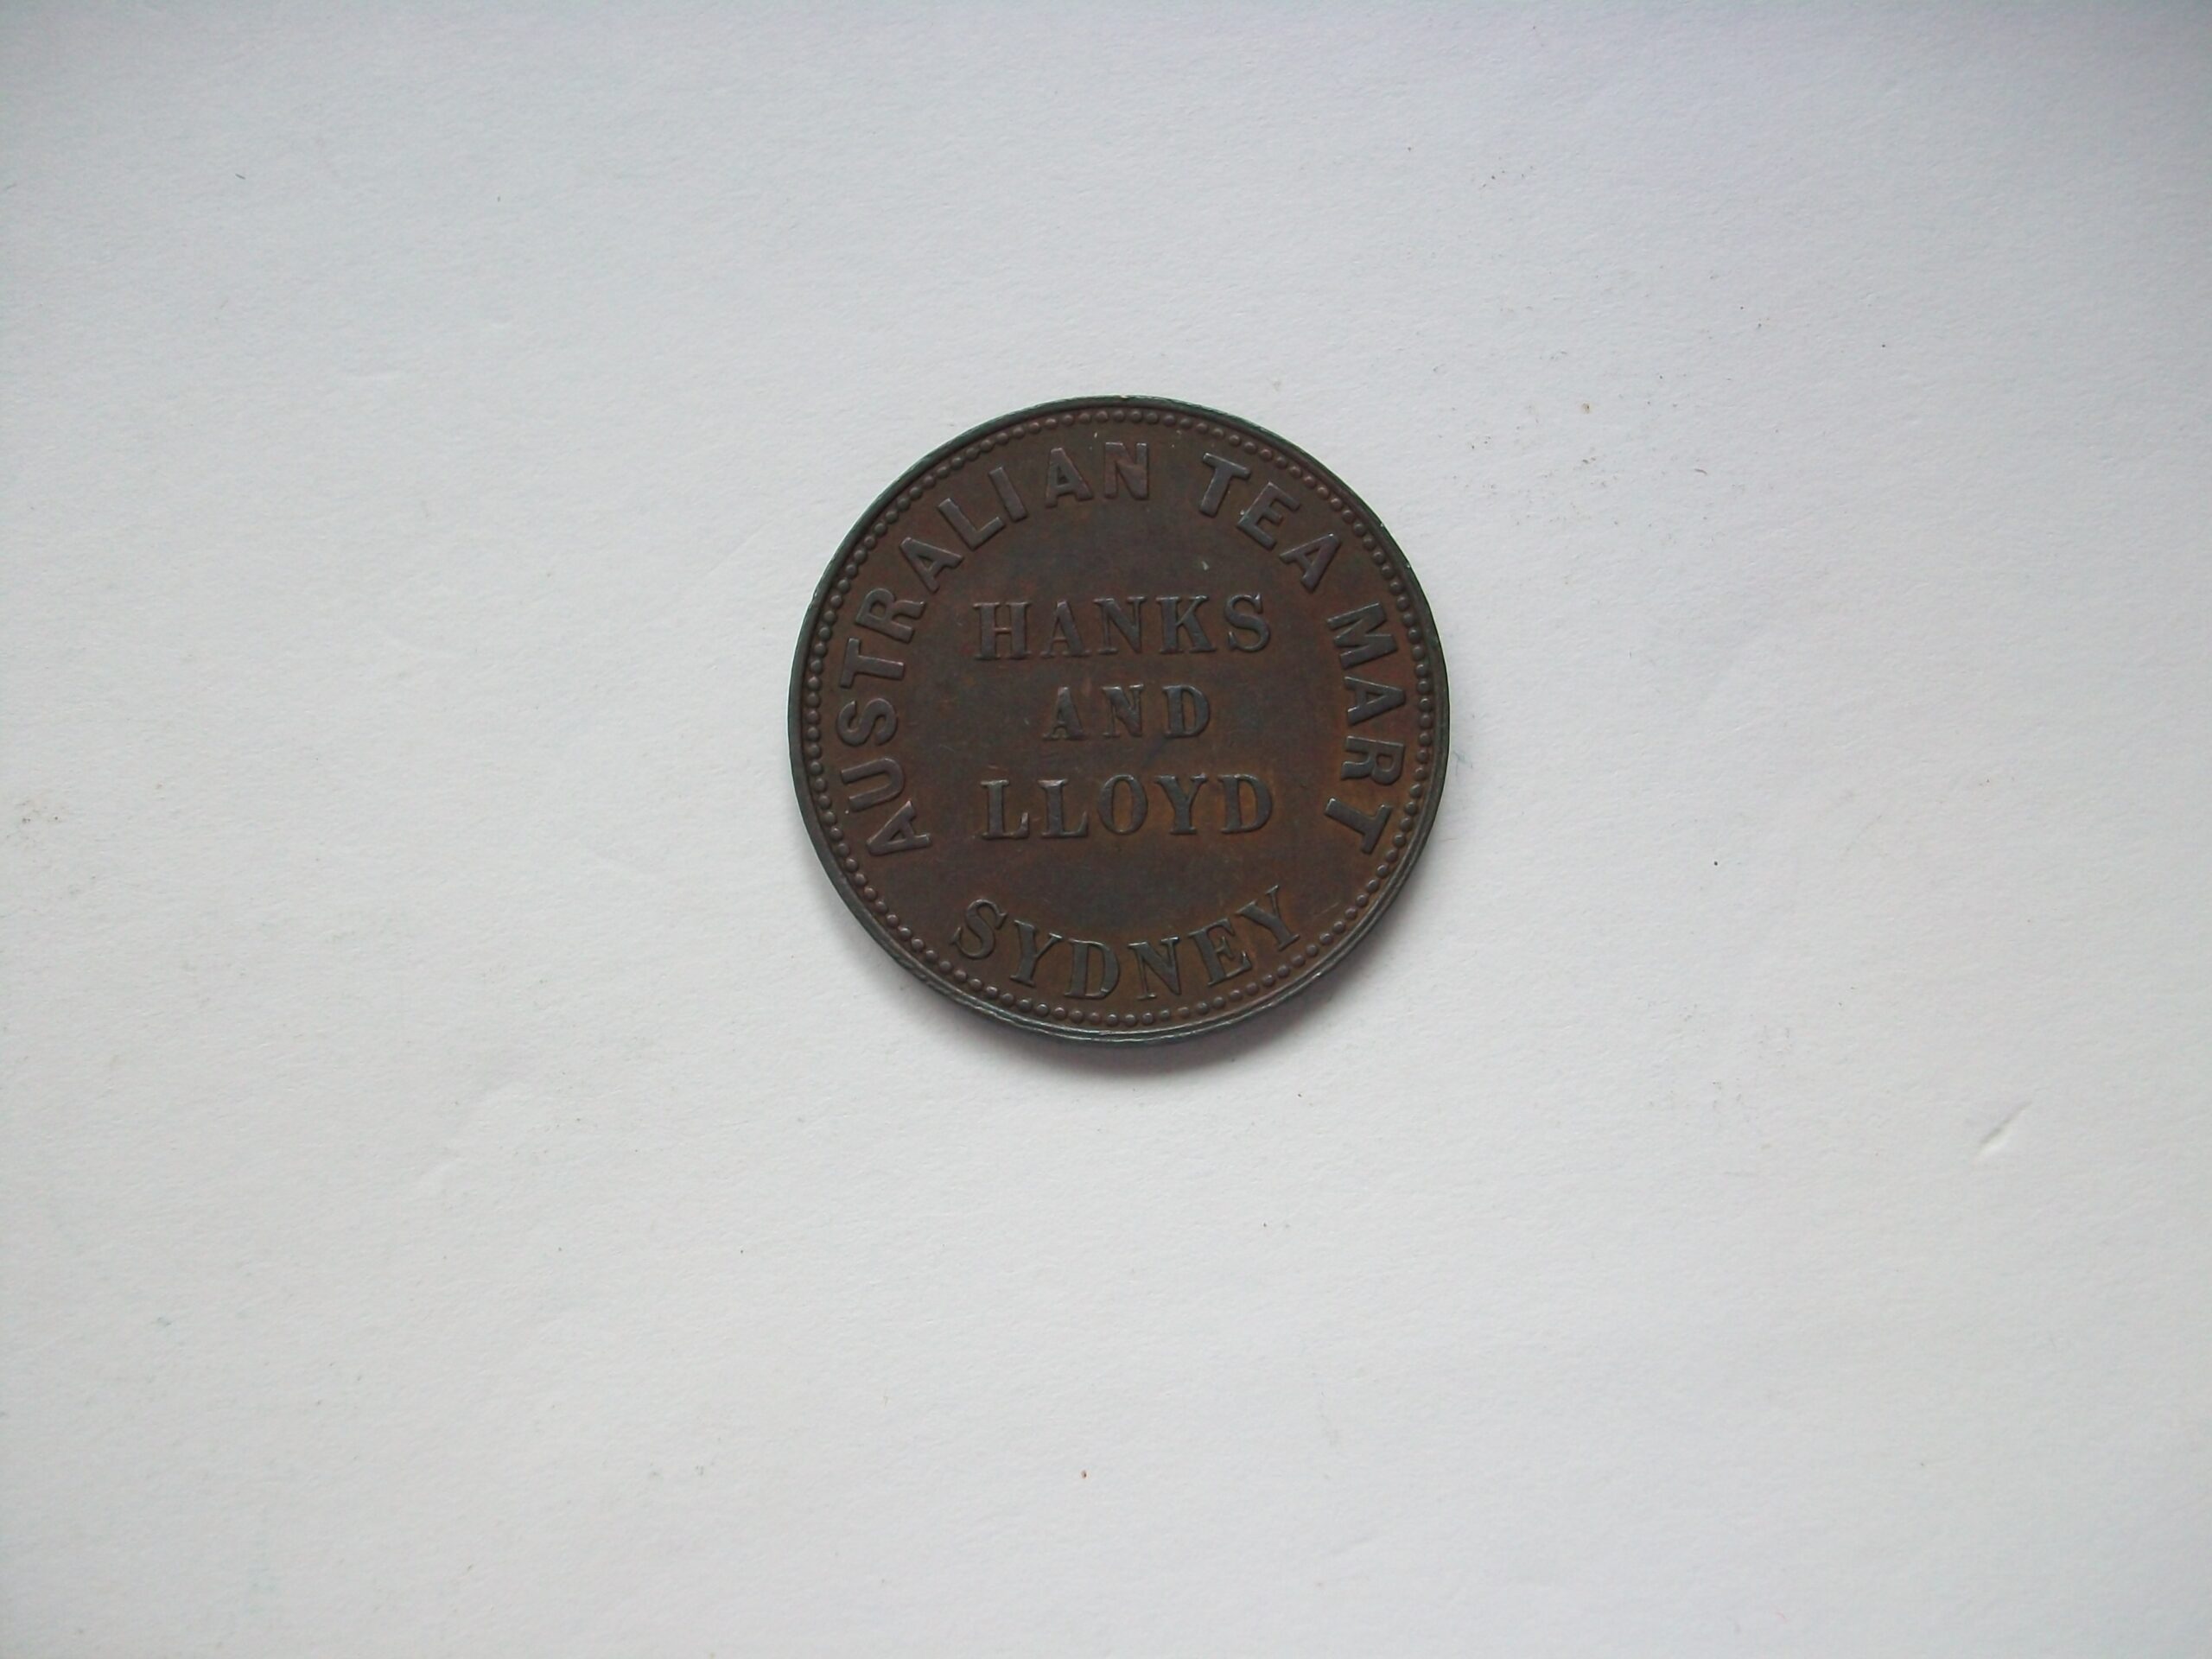 AUSTRALIAN TEA MART
HANKS
AND
LLOYD
SYDNEY